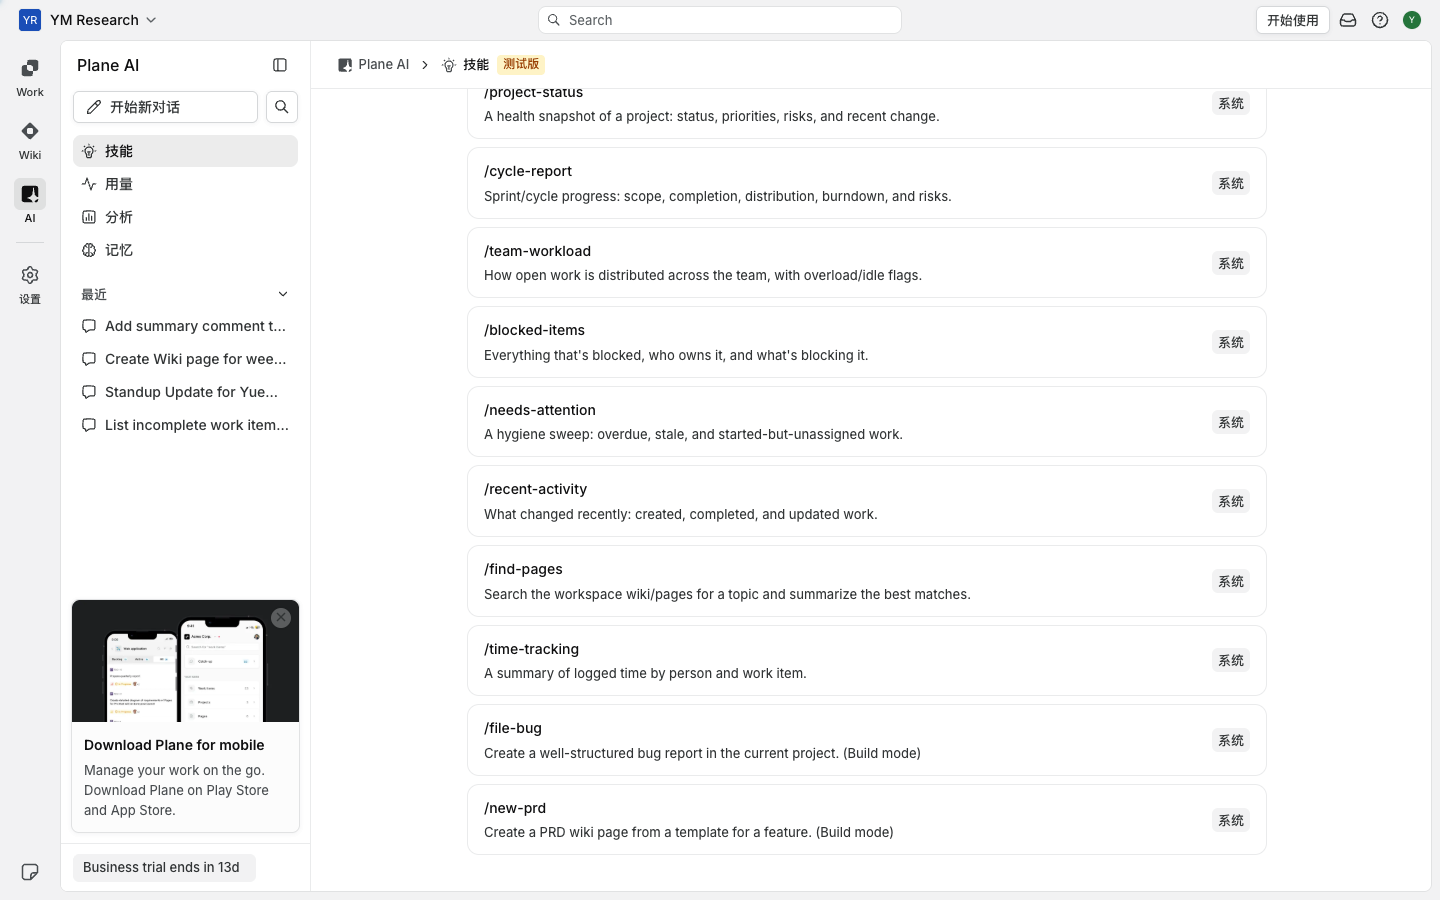 YR YM Research
Search
开始使用
Y
Work
Wiki
AI
设置
Plane AI
开始新对话
技能
用量
分析
记忆
最近
Add summary comment t...
Create Wiki page for wee...
Standup Update for Yue...
List incomplete work item...
Download Plane for mobile
Manage your work on the go.
Download Plane on Play Store
and App Store.
Business trial ends in 13d
Plane AI
技能
测试版
/project-status
A health snapshot of a project: status, priorities, risks, and recent change.
系统
/cycle-report
Sprint/cycle progress: scope, completion, distribution, burndown, and risks.
系统
/team-workload
How open work is distributed across the team, with overload/idle flags.
系统
/blocked-items
Everything that's blocked, who owns it, and what's blocking it.
系统
/needs-attention
A hygiene sweep: overdue, stale, and started-but-unassigned work.
系统
/recent-activity
What changed recently: created, completed, and updated work.
系统
/find-pages
Search the workspace wiki/pages for a topic and summarize the best matches.
系统
/time-tracking
A summary of logged time by person and work item.
系统
/file-bug
Create a well-structured bug report in the current project. (Build mode)
系统
/new-prd
Create a PRD wiki page from a template for a feature. (Build mode)
系统